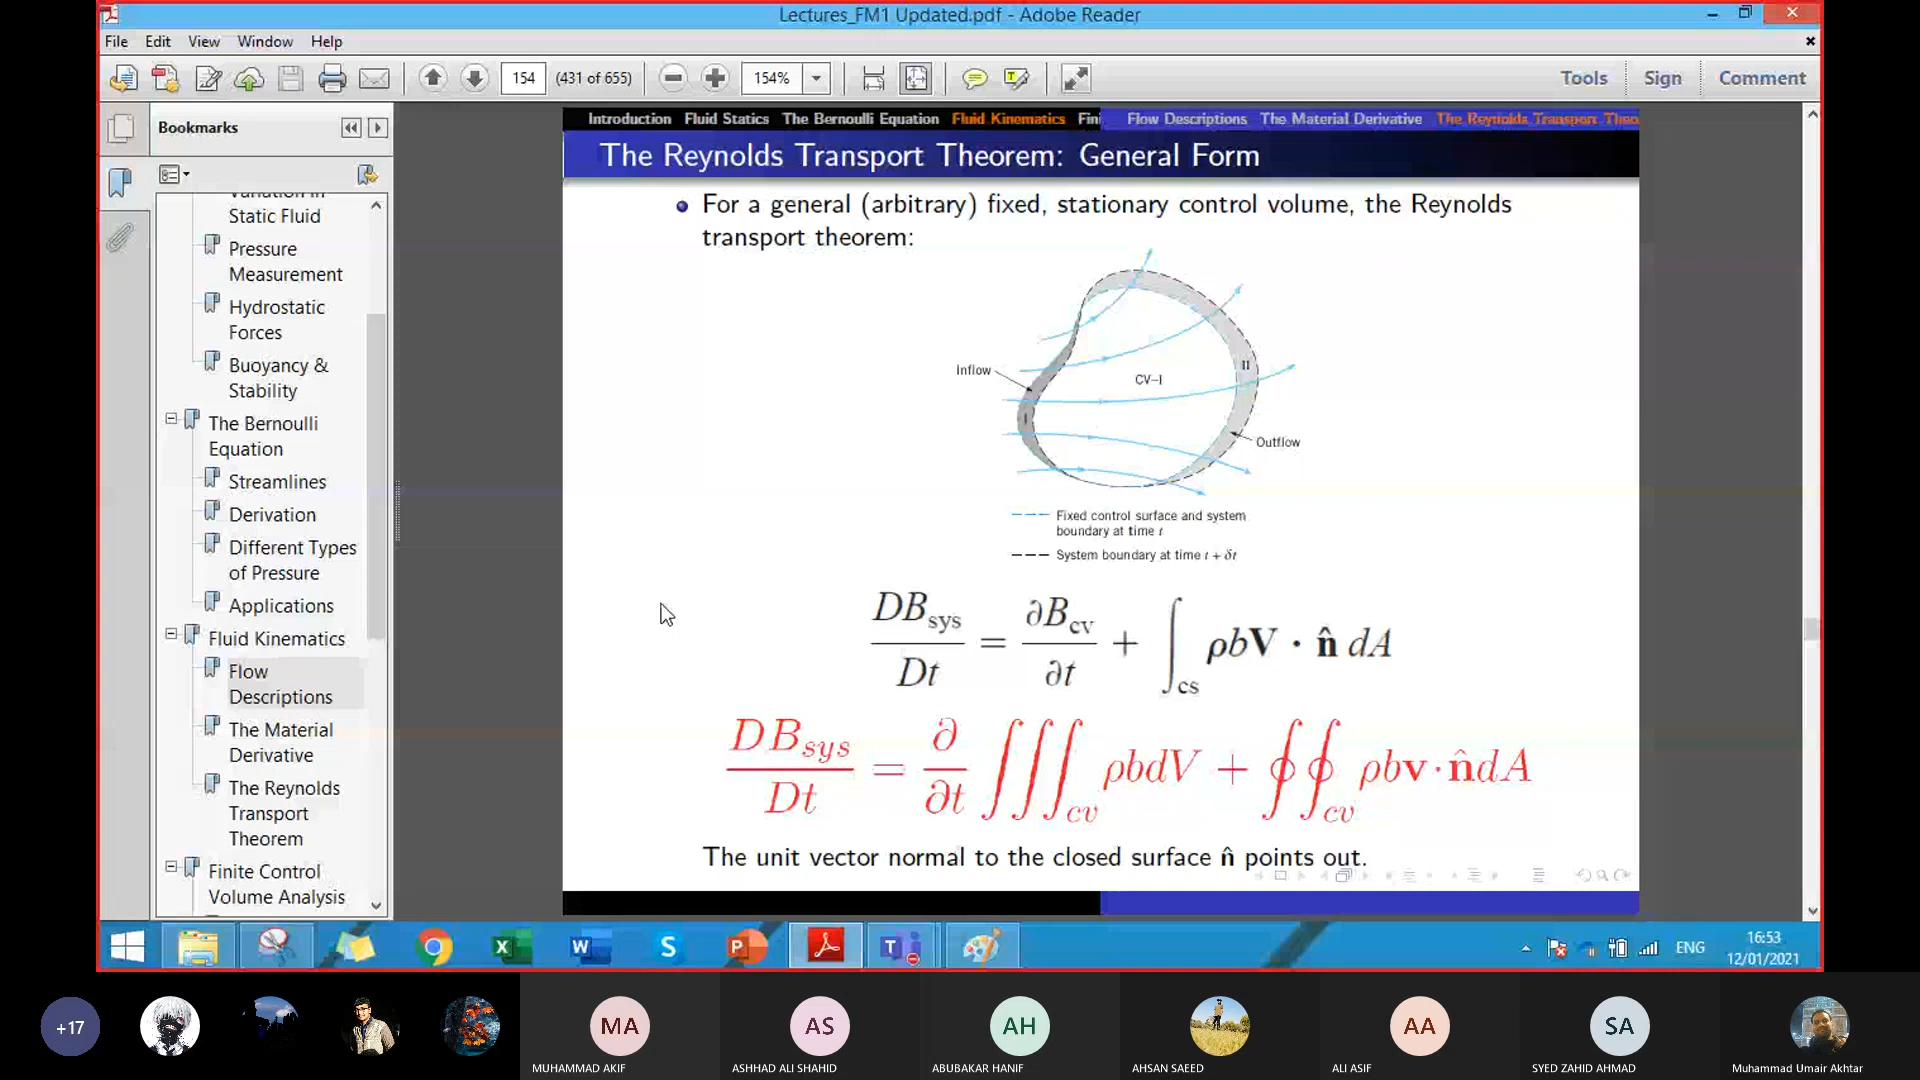 Lectures_FM1 Updated.pdf - Adobe Reader
File Edit View Window Help
154 (431 of 655) 154% Tools Sign Comment
Bookmarks
Variation in
Static Fluid
Pressure
Measurement
Hydrostatic
Forces
Buoyancy &
Stability
The Bernoulli
Equation
Streamlines
Derivation
Different Types
of Pressure
Applications
Fluid Kinematics
Flow
Descriptions
The Material
Derivative
The Reynolds
Transport
Theorem
Finite Control
Volume Analysis
Introduction Fluid Statics The Bernoulli Equation Fluid Kinematics Fini
Flow Descriptions The Material Derivative The Reynolds Transport Theo
The Reynolds Transport Theorem: General Form
For a general (arbitrary) fixed, stationary control volume, the Reynolds
transport theorem:
Inflow
CV–I
I
II
Outflow
Fixed control surface and system
boundary at time t
System boundary at time t + δt
DB_sys/Dt = ∂B_cv/∂t + ∫_cs ρbV · n̂ dA
DB_sys/Dt = ∂/∂t ∭_cv ρbdV + ∮∮_cv ρbv·n̂dA
The unit vector normal to the closed surface n̂ points out.
ENG
16:53
12/01/2021
+17
MA
MUHAMMAD AKIF
AS
ASHHAD ALI SHAHID
AH
ABUBAKAR HANIF
AHSAN SAEED
AA
ALI ASIF
SA
SYED ZAHID AHMAD
Muhammad Umair Akhtar